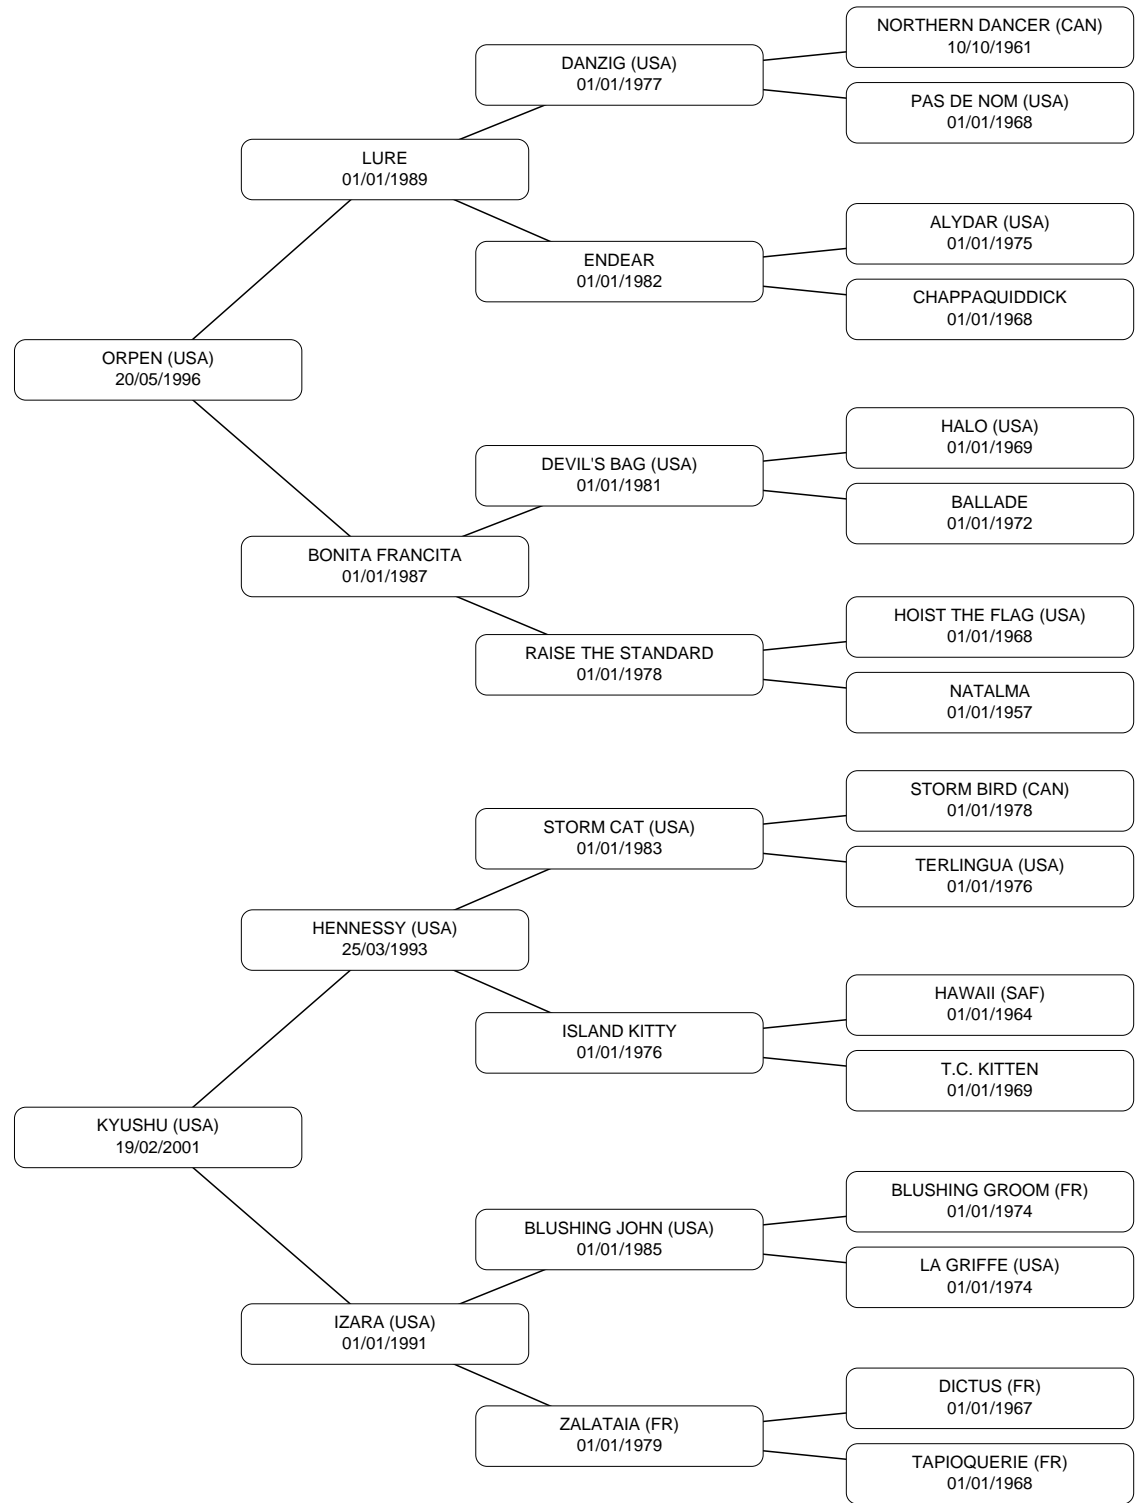 NORTHERN DANCER (CAN)
10/10/1961
DANZIG (USA)
01/01/1977
PAS DE NOM (USA)
01/01/1968
LURE
01/01/1989
ALYDAR (USA)
01/01/1975
ENDEAR
01/01/1982
CHAPPAQUIDDICK
01/01/1968
ORPEN (USA)
20/05/1996
HALO (USA)
01/01/1969
DEVIL'S BAG (USA)
01/01/1981
BALLADE
01/01/1972
BONITA FRANCITA
01/01/1987
HOIST THE FLAG (USA)
01/01/1968
RAISE THE STANDARD
01/01/1978
NATALMA
01/01/1957
STORM BIRD (CAN)
01/01/1978
STORM CAT (USA)
01/01/1983
TERLINGUA (USA)
01/01/1976
HENNESSY (USA)
25/03/1993
HAWAII (SAF)
01/01/1964
ISLAND KITTY
01/01/1976
T.C. KITTEN
01/01/1969
KYUSHU (USA)
19/02/2001
BLUSHING GROOM (FR)
01/01/1974
BLUSHING JOHN (USA)
01/01/1985
LA GRIFFE (USA)
01/01/1974
IZARA (USA)
01/01/1991
DICTUS (FR)
01/01/1967
ZALATAIA (FR)
01/01/1979
TAPIOQUERIE (FR)
01/01/1968